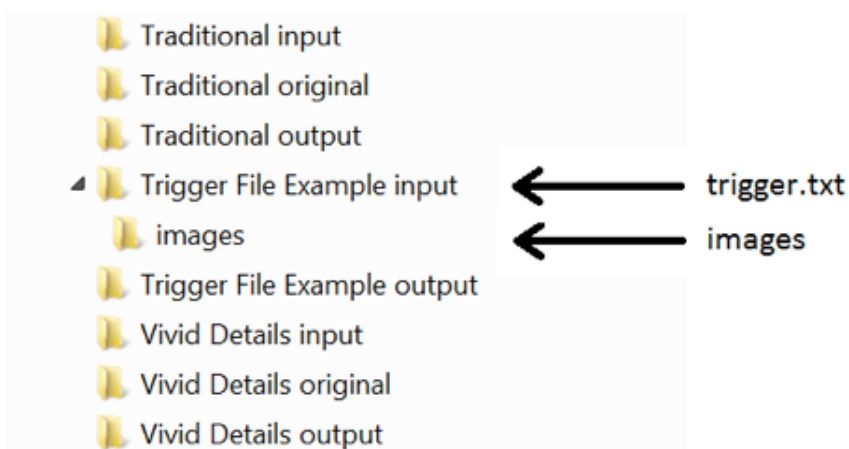 Traditional input
Traditional original
Traditional output
Trigger File Example input trigger.txt
images images
Trigger File Example output
Vivid Details input
Vivid Details original
Vivid Details output